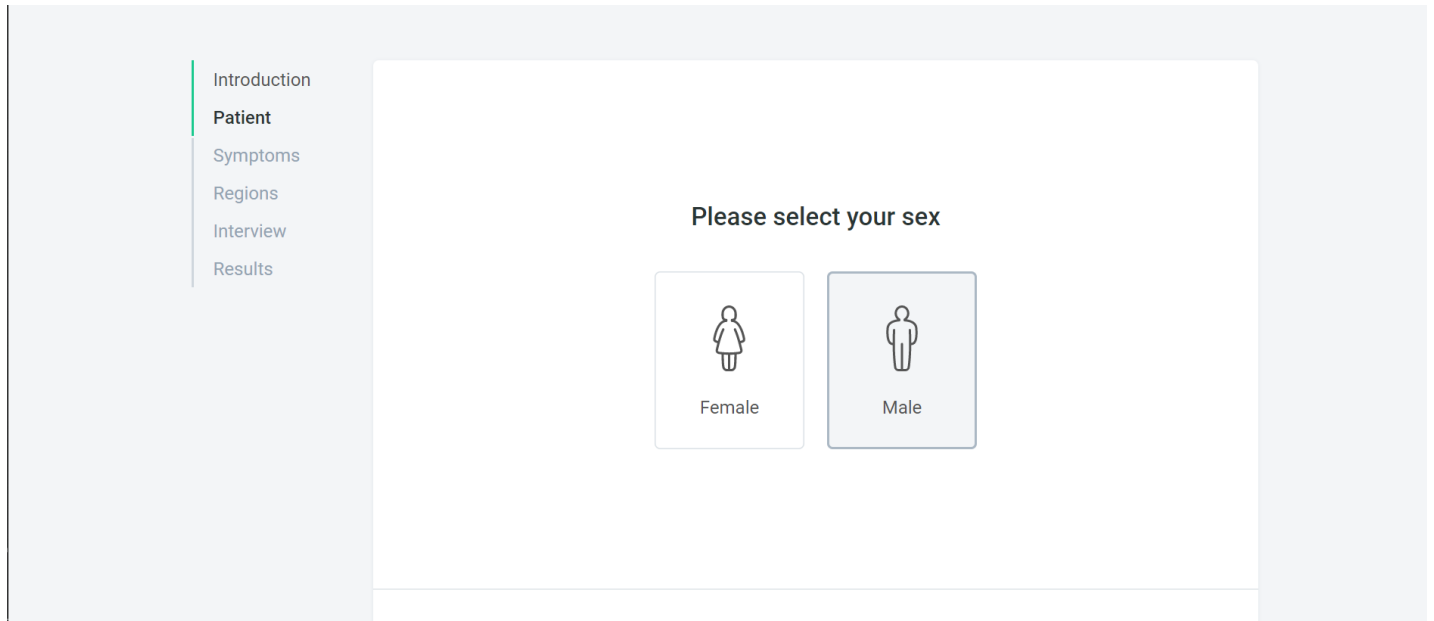 Introduction
Patient
Symptoms
Regions
Interview
Results
Please select your sex
Female
Male